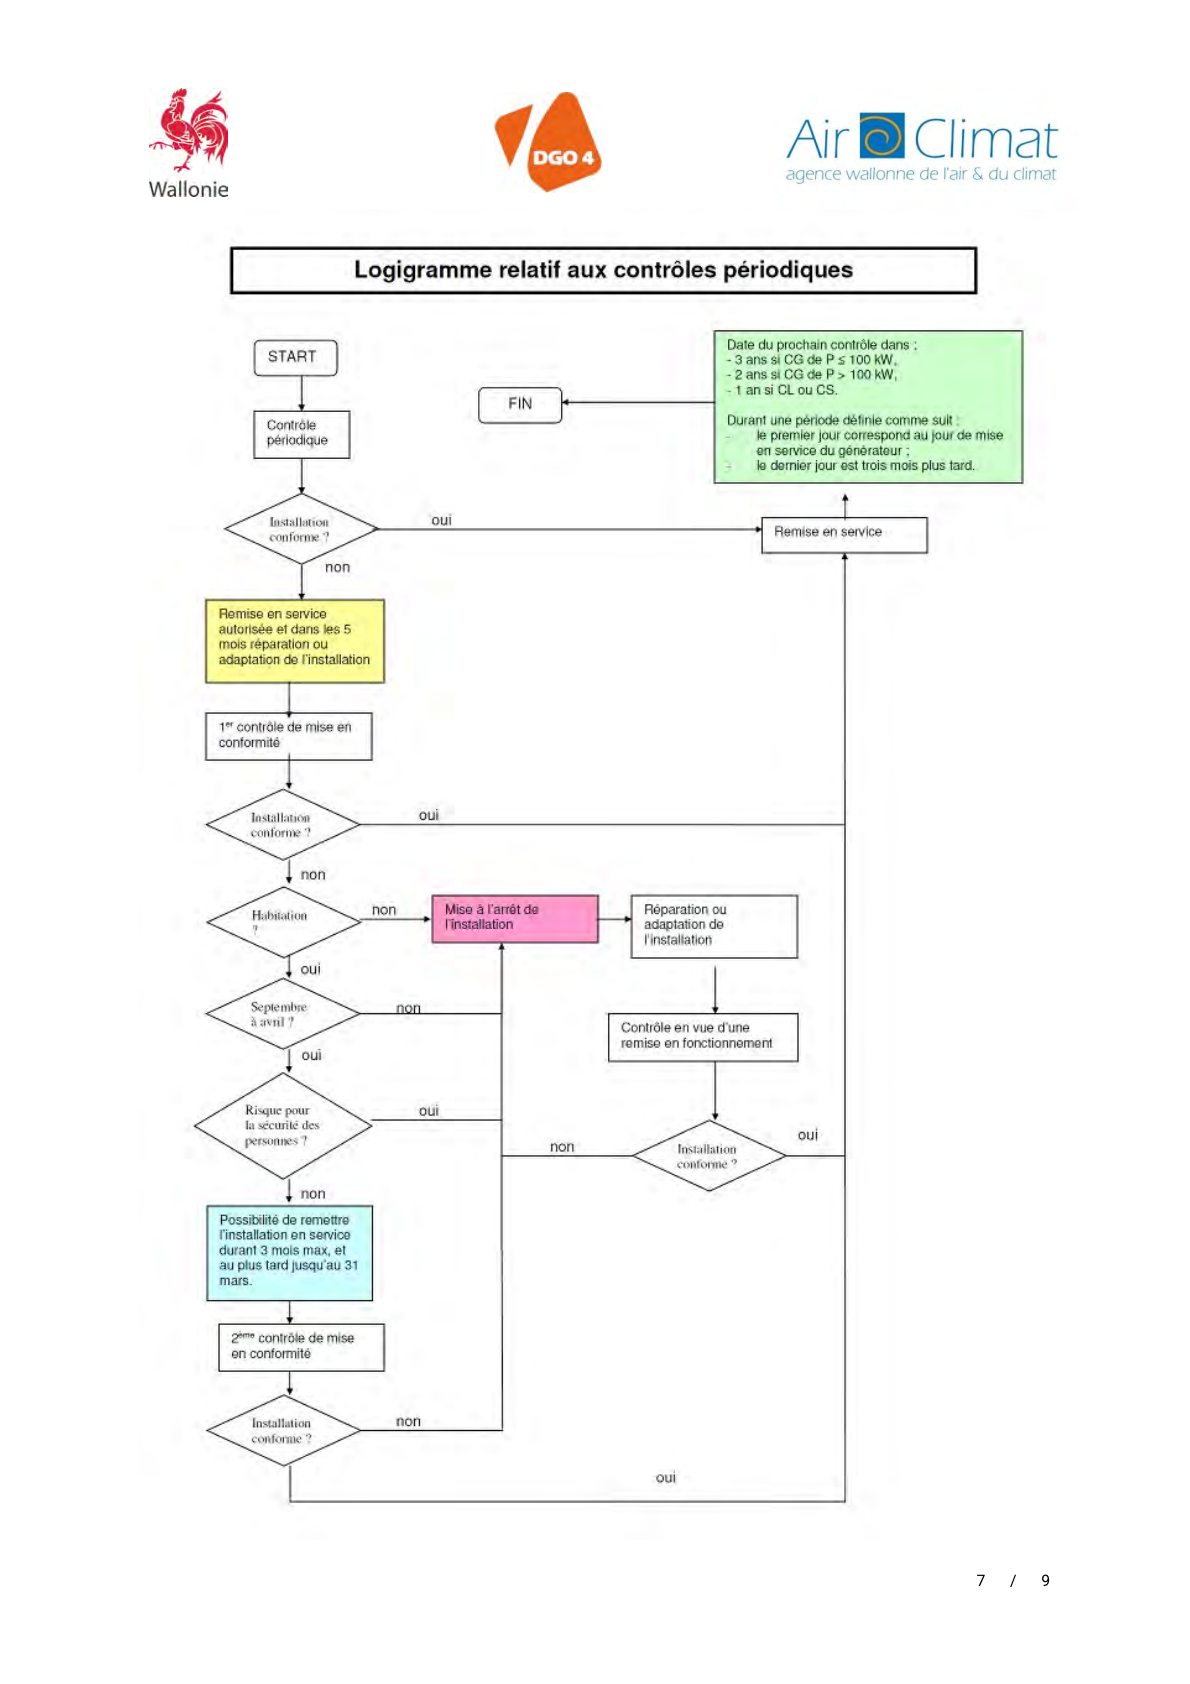 Wallonie
DGO 4
Air Climat
agence wallonne de l'air & du climat
Logigramme relatif aux contrôles périodiques
START
Contrôle
périodique
Installation
conforme ?
oui
non
FIN
Date du prochain contrôle dans :
- 3 ans si CG de P ≤ 100 kW,
- 2 ans si CG de P > 100 kW,
- 1 an si CL ou CS.
Durant une période définie comme suit :
- le premier jour correspond au jour de mise
en service du générateur ;
- le dernier jour est trois mois plus tard.
Remise en service
Remise en service
autorisée et dans les 5
mois réparation ou
adaptation de l'installation
1er contrôle de mise en
conformité
Installation
conforme ?
oui
non
Habitation
?
non
oui
Mise à l'arrêt de
l'installation
Réparation ou
adaptation de
l'installation
Septembre
à avril ?
non
oui
Contrôle en vue d'une
remise en fonctionnement
Risque pour
la sécurité des
personnes ?
oui
non
Installation
conforme ?
non
oui
Possibilité de remettre
l'installation en service
durant 3 mois max, et
au plus tard jusqu'au 31
mars.
2ème contrôle de mise
en conformité
Installation
conforme ?
non
oui
7 / 9